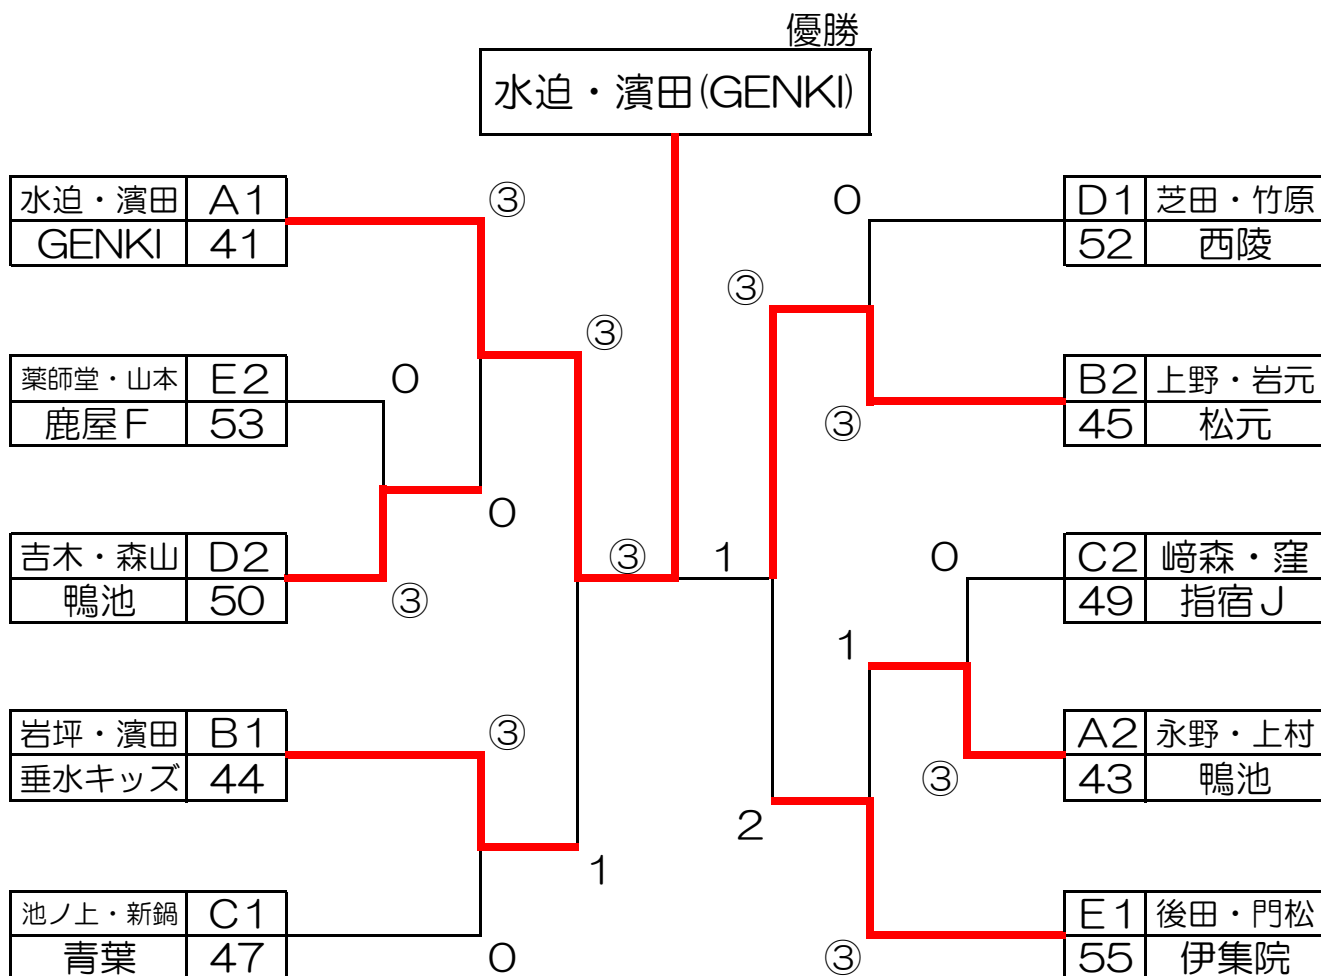 優勝
水迫・濱田(GENKI)
水迫・濱田 A1 ③ 0 D1 芝田・竹原
GENKI 41 52 西陵
③
③
薬師堂・山本 E2 0 B2 上野・岩元
鹿屋F 53 ③ 45 松元
0
吉木・森山 D2 ③ 1 0 C2 﨑森・窪
鴨池 50 ③ 49 指宿J
1
岩坪・濱田 B1 ③ A2 永野・上村
垂水キッズ 44 ③ 43 鴨池
2
1
池ノ上・新鍋 C1 E1 後田・門松
青葉 47 0 ③ 55 伊集院